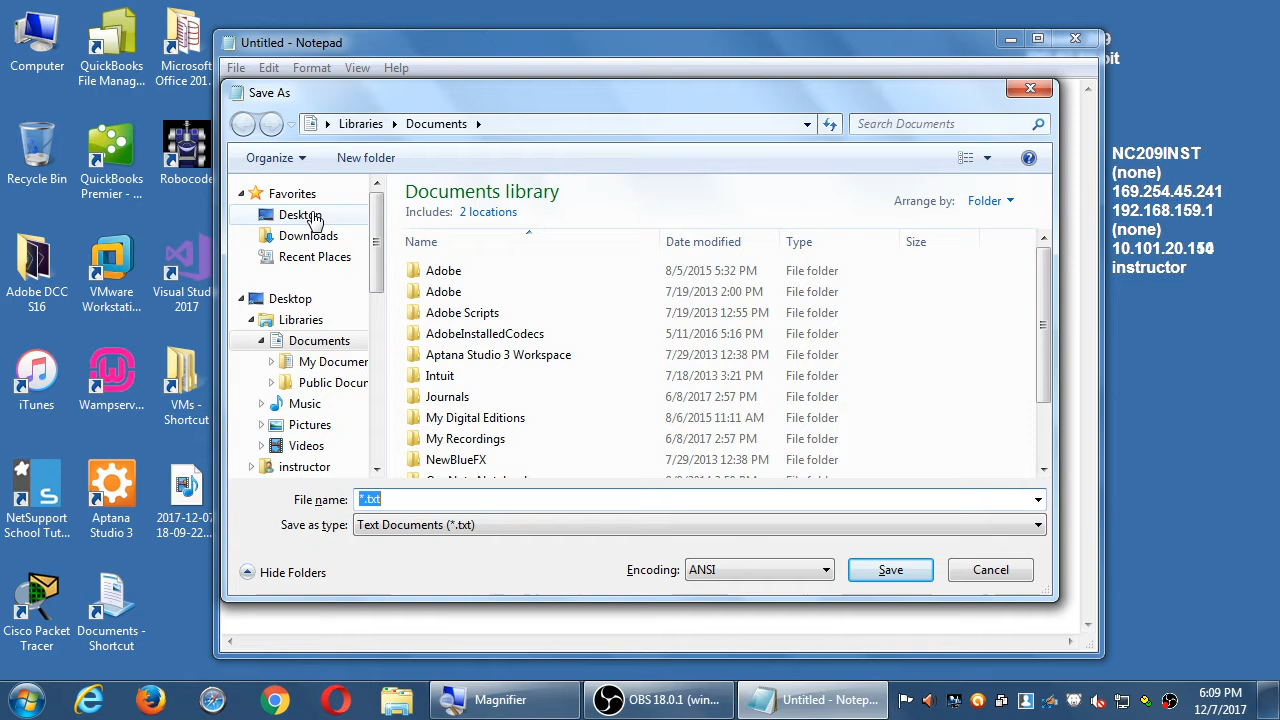 Computer
QuickBooks
File Manag...
Microsoft
Office 201...
Recycle Bin
QuickBooks
Premier - ...
Robocode
Adobe DCC
S16
VMware
Workstati...
Visual Stud...
2017
iTunes
Wampserv...
VMs -
Shortcut
NetSupport
School Tut...
Aptana
Studio 3
2017-12-07
18-09-22...
Cisco Packet
Tracer
Documents -
Shortcut
Untitled - Notepad
File Edit Format View Help
Save As
Libraries Documents
Search Documents
Organize New folder
Favorites
Desktop
Downloads
Recent Places
Desktop
Libraries
Documents
My Documen
Public Docun
Music
Pictures
Videos
instructor
Documents library
Includes: 2 locations
Arrange by: Folder
Name Date modified Type Size
Adobe 8/5/2015 5:32 PM File folder
Adobe 7/19/2013 2:00 PM File folder
Adobe Scripts 7/19/2013 12:55 PM File folder
AdobeInstalledCodecs 5/11/2016 5:16 PM File folder
Aptana Studio 3 Workspace 7/29/2013 12:38 PM File folder
Intuit 7/18/2013 3:21 PM File folder
Journals 6/8/2017 2:57 PM File folder
My Digital Editions 8/6/2015 11:11 AM File folder
My Recordings 6/8/2017 2:57 PM File folder
NewBlueFX 7/29/2013 12:38 PM File folder
File name: *.txt
Save as type: Text Documents (*.txt)
Hide Folders
Encoding: ANSI
Save Cancel
NC209INST
(none)
169.254.45.241
192.168.159.1
(none)
instructor
Magnifier
OBS 18.0.1 (win...
Untitled - Notep...
6:09 PM
12/7/2017